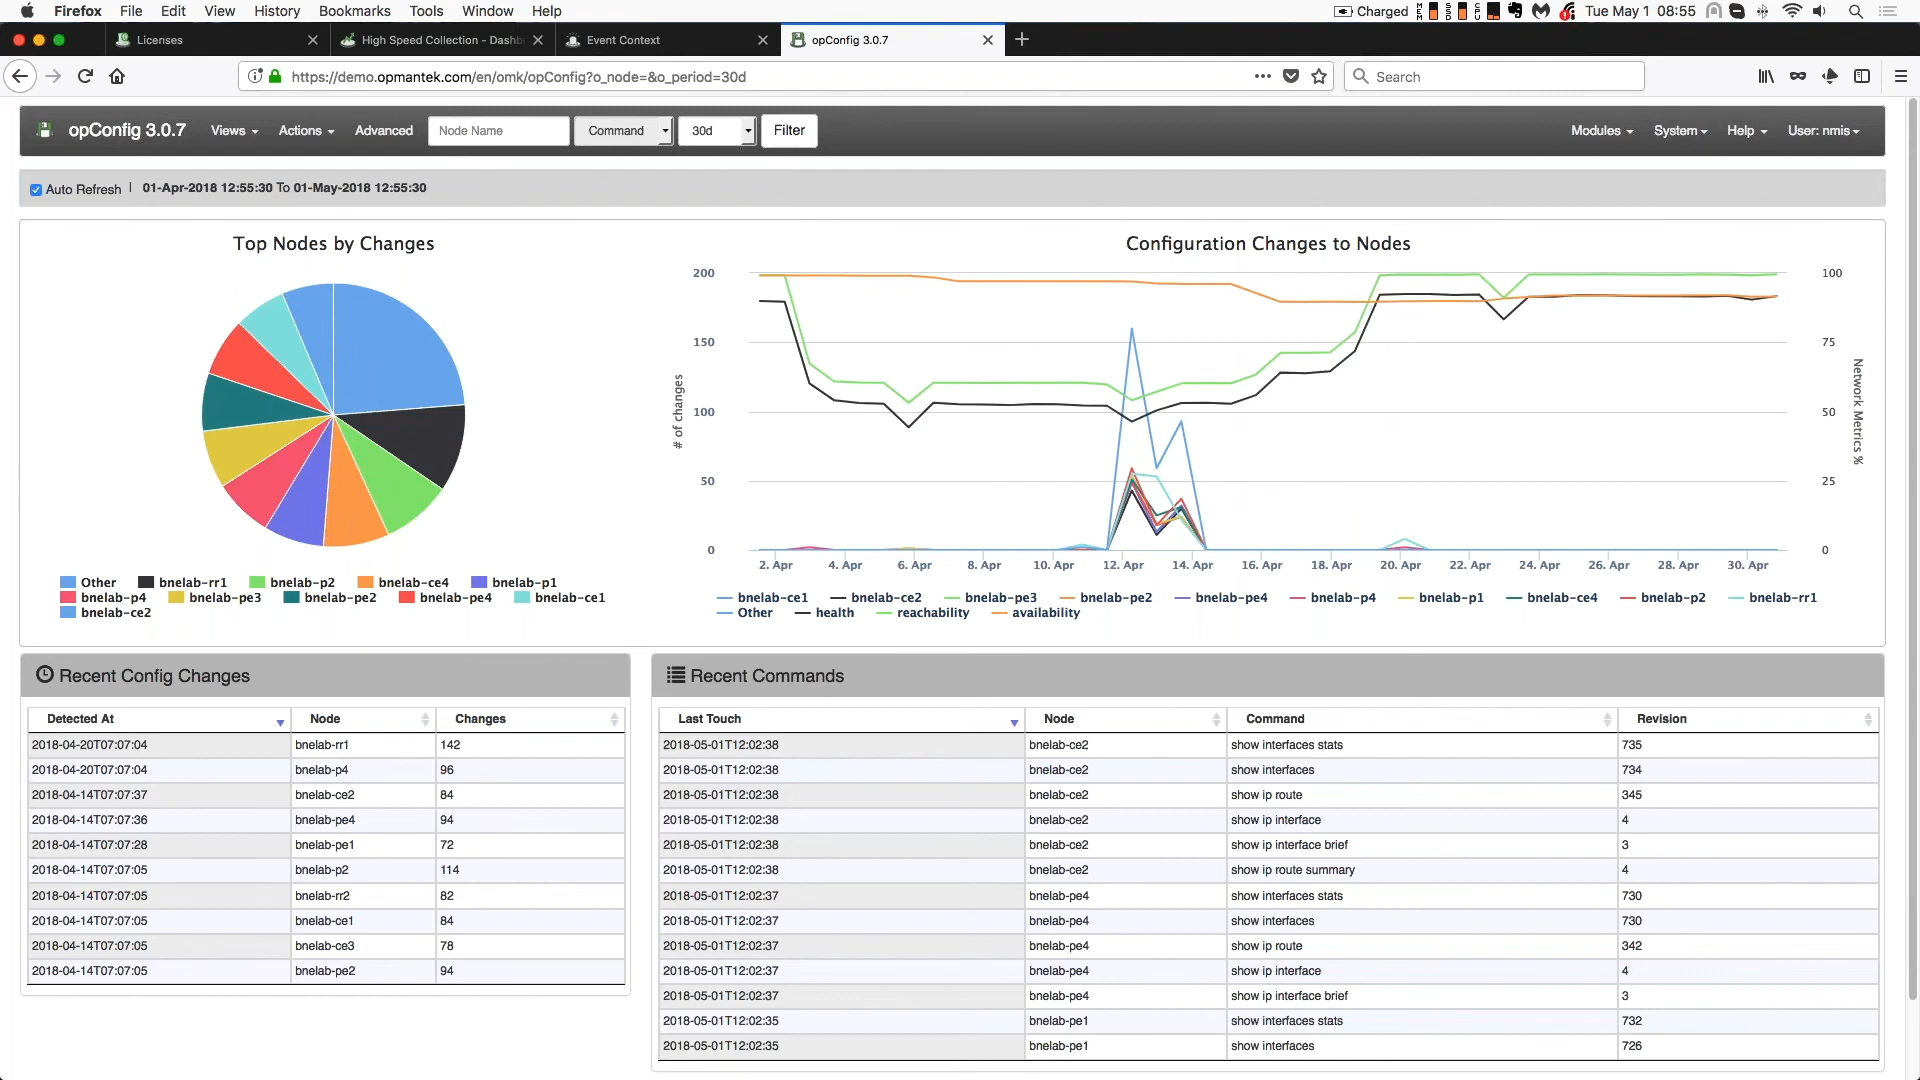 Firefox File Edit View History Bookmarks Tools Window Help Charged Tue May 1 08:55
Licenses High Speed Collection - Dashb Event Context opConfig 3.0.7
https://demo.opmantek.com/en/omk/opConfig?o_node=&o_period=30d Search
opConfig 3.0.7 Views Actions Advanced Node Name Command 30d Filter Modules System Help User: nmis
Auto Refresh | 01-Apr-2018 12:55:30 To 01-May-2018 12:55:30
Top Nodes by Changes
Other bnelab-rr1 bnelab-p2 bnelab-ce4 bnelab-p1
bnelab-p4 bnelab-pe3 bnelab-pe2 bnelab-pe4 bnelab-ce1
bnelab-ce2
Configuration Changes to Nodes
200 100
150 75
# of changes
Network Metrics %
100 50
50 25
0 0
2. Apr 4. Apr 6. Apr 8. Apr 10. Apr 12. Apr 14. Apr 16. Apr 18. Apr 20. Apr 22. Apr 24. Apr 26. Apr 28. Apr 30. Apr
bnelab-ce1 bnelab-ce2 bnelab-pe3 bnelab-pe2 bnelab-pe4 bnelab-p4 bnelab-p1 bnelab-ce4 bnelab-p2 bnelab-rr1
Other health reachability availability
Recent Config Changes
Detected At Node Changes
2018-04-20T07:07:04 bnelab-rr1 142
2018-04-20T07:07:04 bnelab-p4 96
2018-04-14T07:07:37 bnelab-ce2 84
2018-04-14T07:07:36 bnelab-pe4 94
2018-04-14T07:07:28 bnelab-pe1 72
2018-04-14T07:07:05 bnelab-p2 114
2018-04-14T07:07:05 bnelab-rr2 82
2018-04-14T07:07:05 bnelab-ce1 84
2018-04-14T07:07:05 bnelab-ce3 78
2018-04-14T07:07:05 bnelab-pe2 94
Recent Commands
Last Touch Node Command Revision
2018-05-01T12:02:38 bnelab-ce2 show interfaces stats 735
2018-05-01T12:02:38 bnelab-ce2 show interfaces 734
2018-05-01T12:02:38 bnelab-ce2 show ip route 345
2018-05-01T12:02:38 bnelab-ce2 show ip interface 4
2018-05-01T12:02:38 bnelab-ce2 show ip interface brief 3
2018-05-01T12:02:38 bnelab-ce2 show ip route summary 4
2018-05-01T12:02:37 bnelab-pe4 show interfaces stats 730
2018-05-01T12:02:37 bnelab-pe4 show interfaces 730
2018-05-01T12:02:37 bnelab-pe4 show ip route 342
2018-05-01T12:02:37 bnelab-pe4 show ip interface 4
2018-05-01T12:02:37 bnelab-pe4 show ip interface brief 3
2018-05-01T12:02:35 bnelab-pe1 show interfaces stats 732
2018-05-01T12:02:35 bnelab-pe1 show interfaces 726